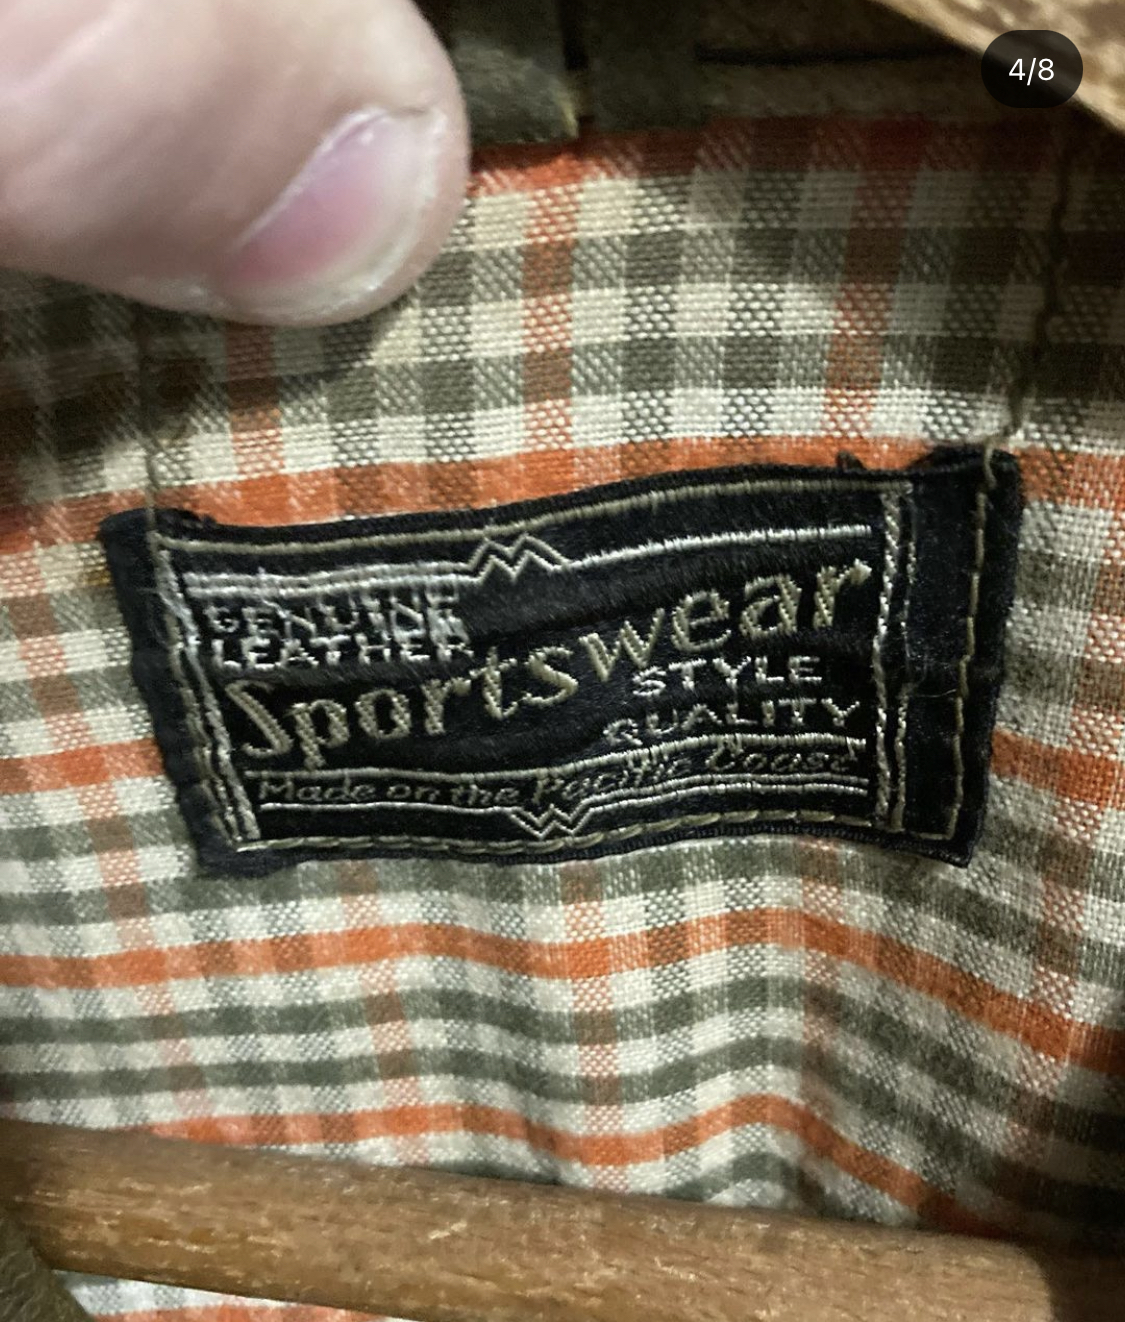 4/8
GENUINE
LEATHER
Sportswear
STYLE
QUALITY
Made on the Pacific Coast